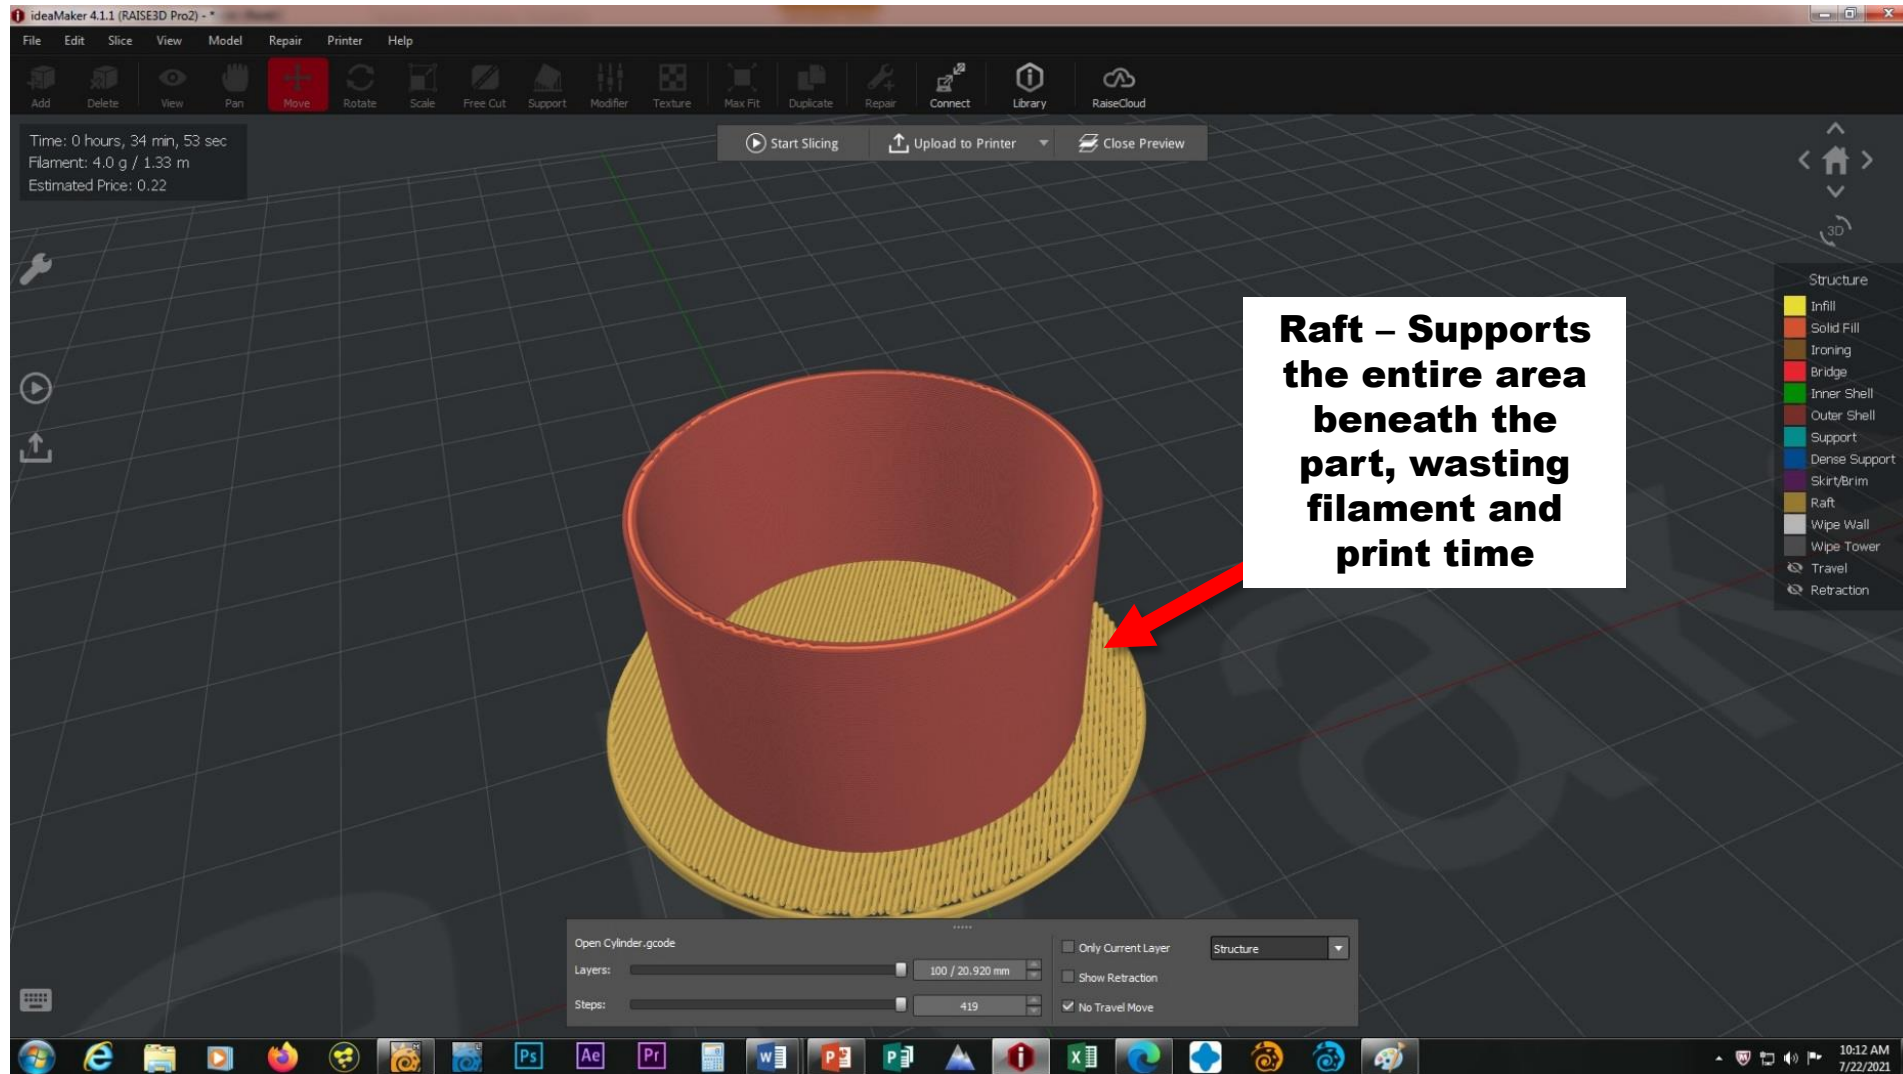 ideaMaker 4.1.1 (RAISE3D Pro2) - *
File Edit Slice View Model Repair Printer Help
Add Delete View Pan Move Rotate Scale Free Cut Support Modifier Texture Max Fit Duplicate Repair Connect Library RaiseCloud
Time: 0 hours, 34 min, 53 sec
Filament: 4.0 g / 1.33 m
Estimated Price: 0.22
Start Slicing Upload to Printer Close Preview
3D
Raft – Supports
the entire area
beneath the
part, wasting
filament and
print time
Structure
Infill
Solid Fill
Ironing
Bridge
Inner Shell
Outer Shell
Support
Dense Support
Skirt/Brim
Raft
Wipe Wall
Wipe Tower
Travel
Retraction
Open Cylinder.gcode
Layers: 100 / 20.920 mm
Steps: 419
Only Current Layer Structure
Show Retraction
No Travel Move
Ps Ae Pr
10:12 AM
7/22/2021